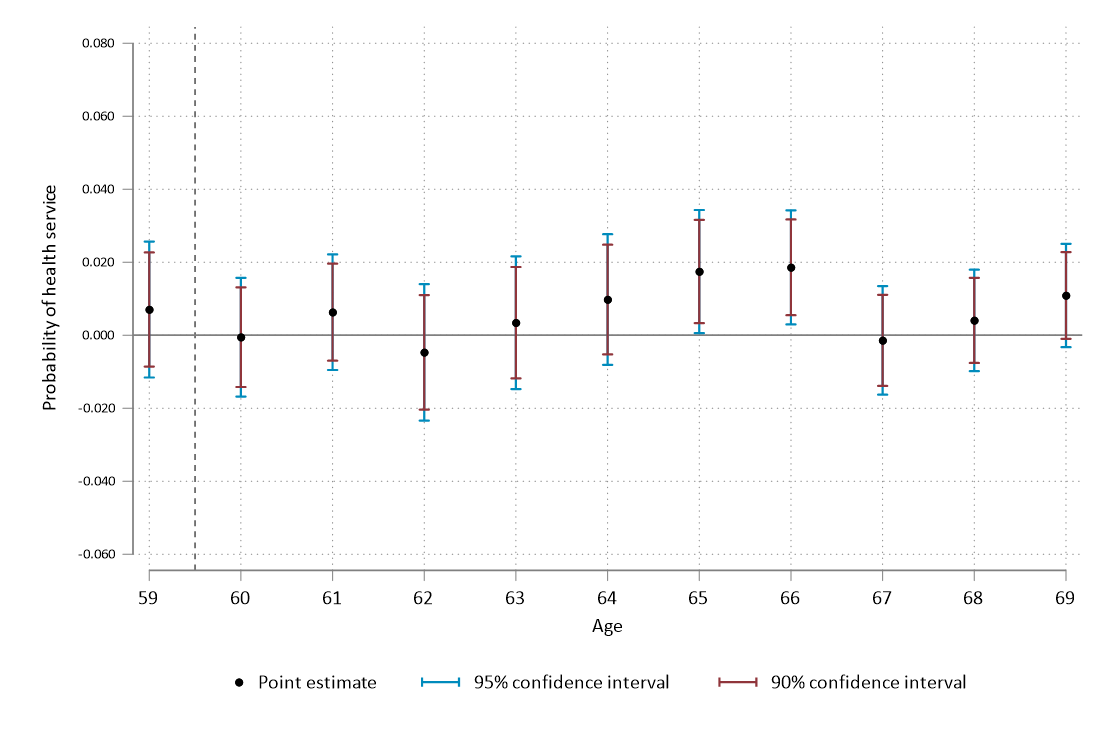 Probability of health service
0.080
0.060
0.040
0.020
0.000
-0.020
-0.040
-0.060
59 60 61 62 63 64 65 66 67 68 69
Age
Point estimate 95% confidence interval 90% confidence interval